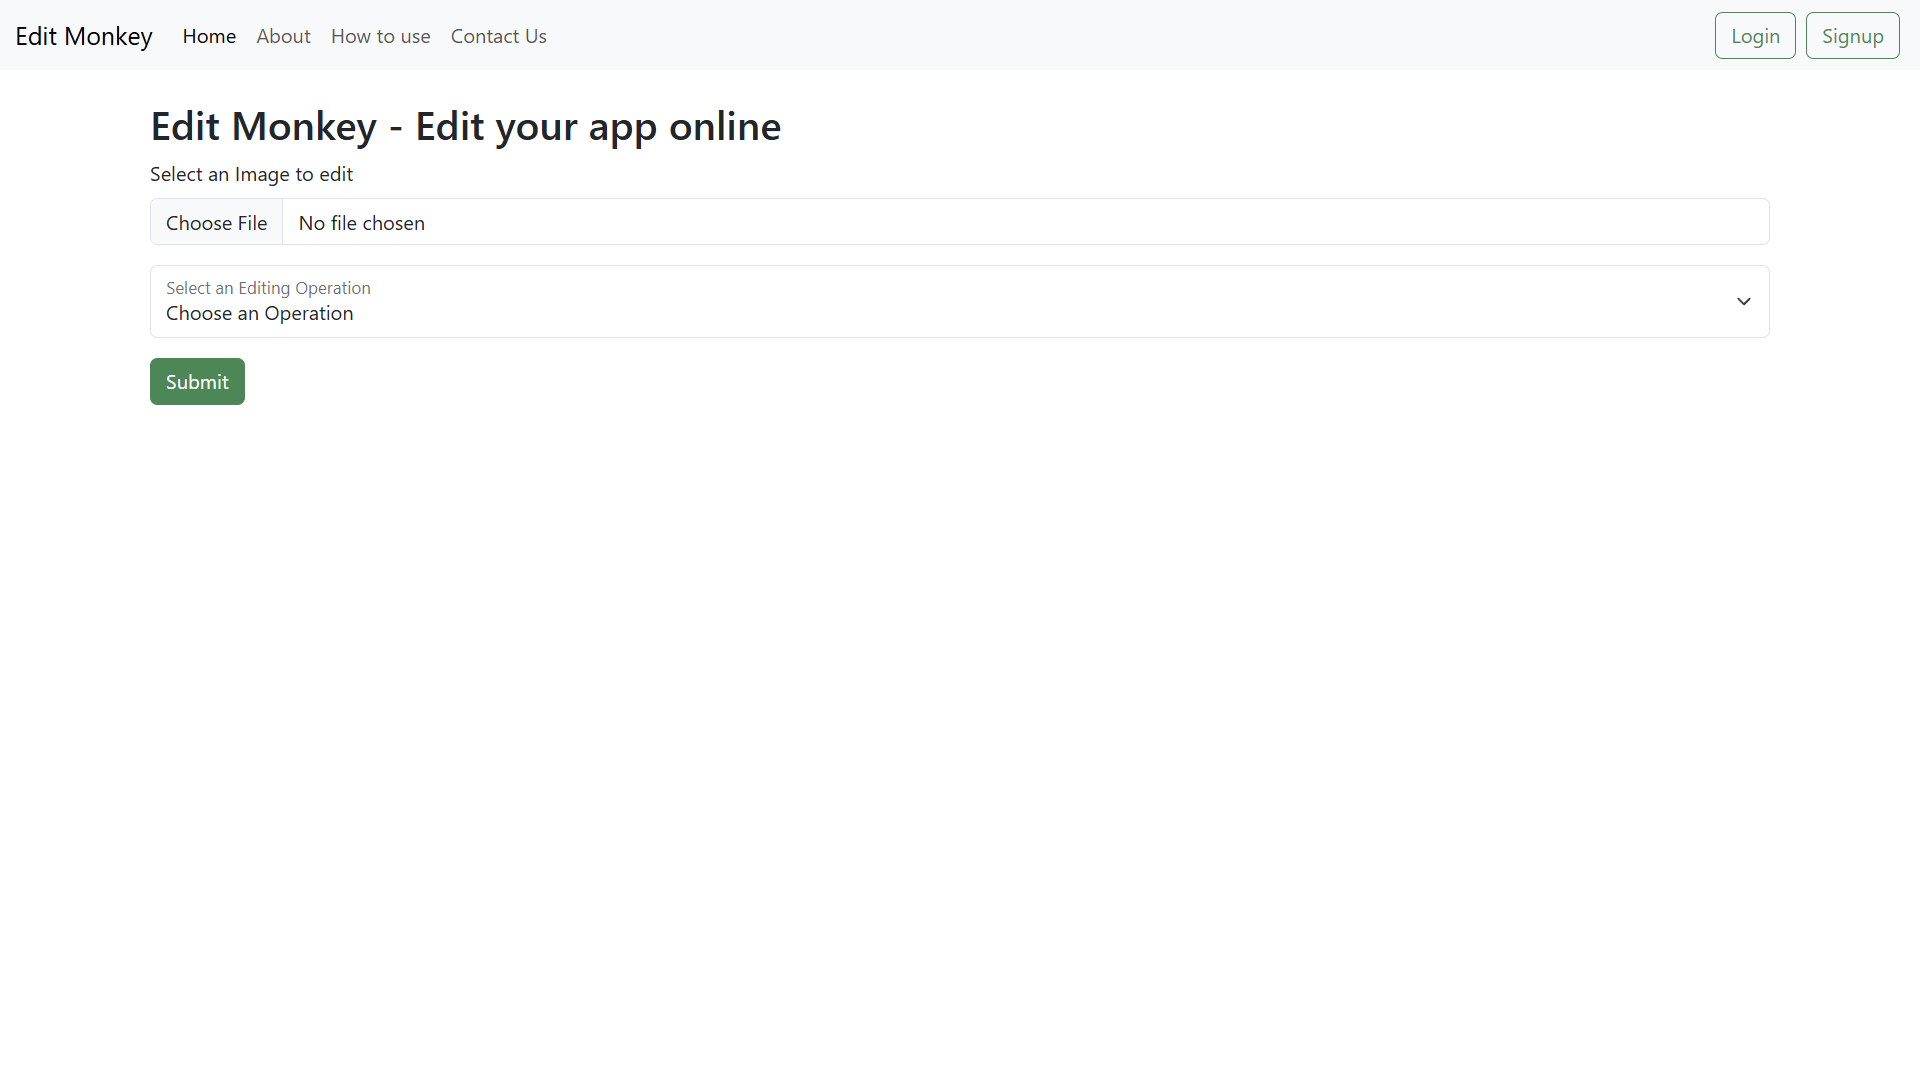 Edit Monkey Home About How to use Contact Us Login Signup
Edit Monkey - Edit your app online
Select an Image to edit
Choose File No file chosen
Select an Editing Operation
Choose an Operation
Submit